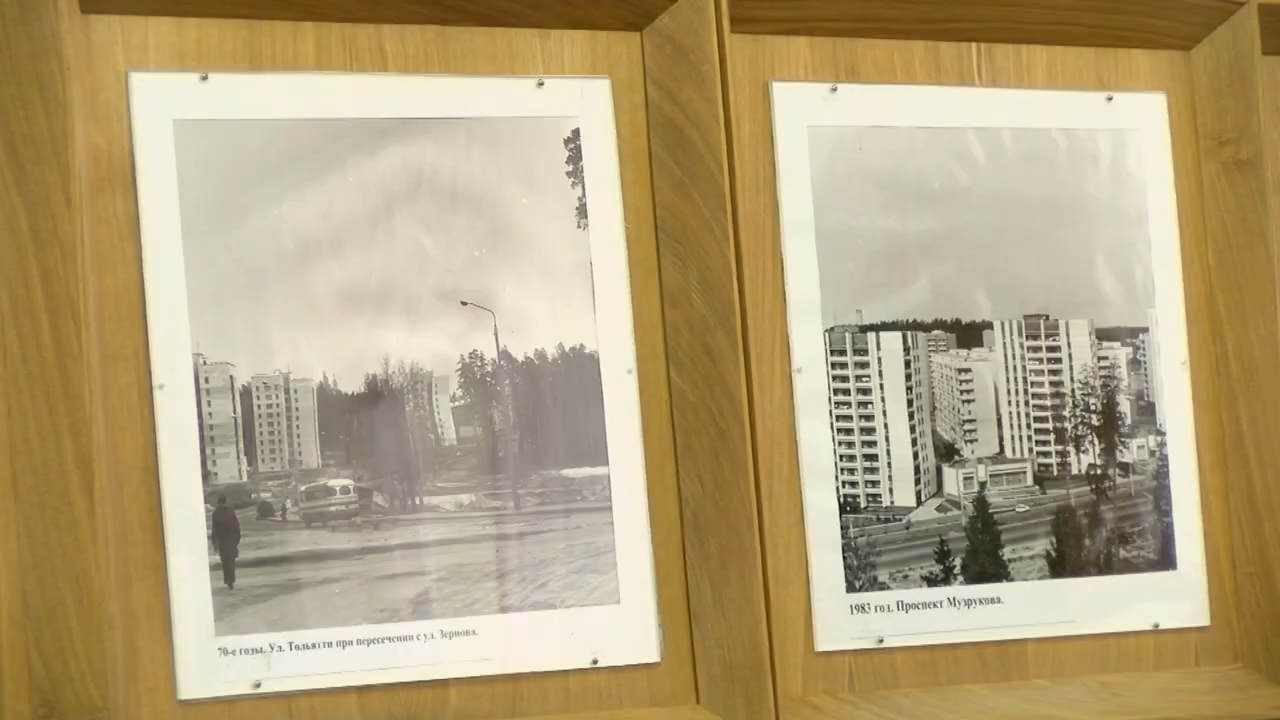 70-е годы. Ул. Тольятти при пересечении с ул. Зернова.
1983 год. Проспект Музрукова.